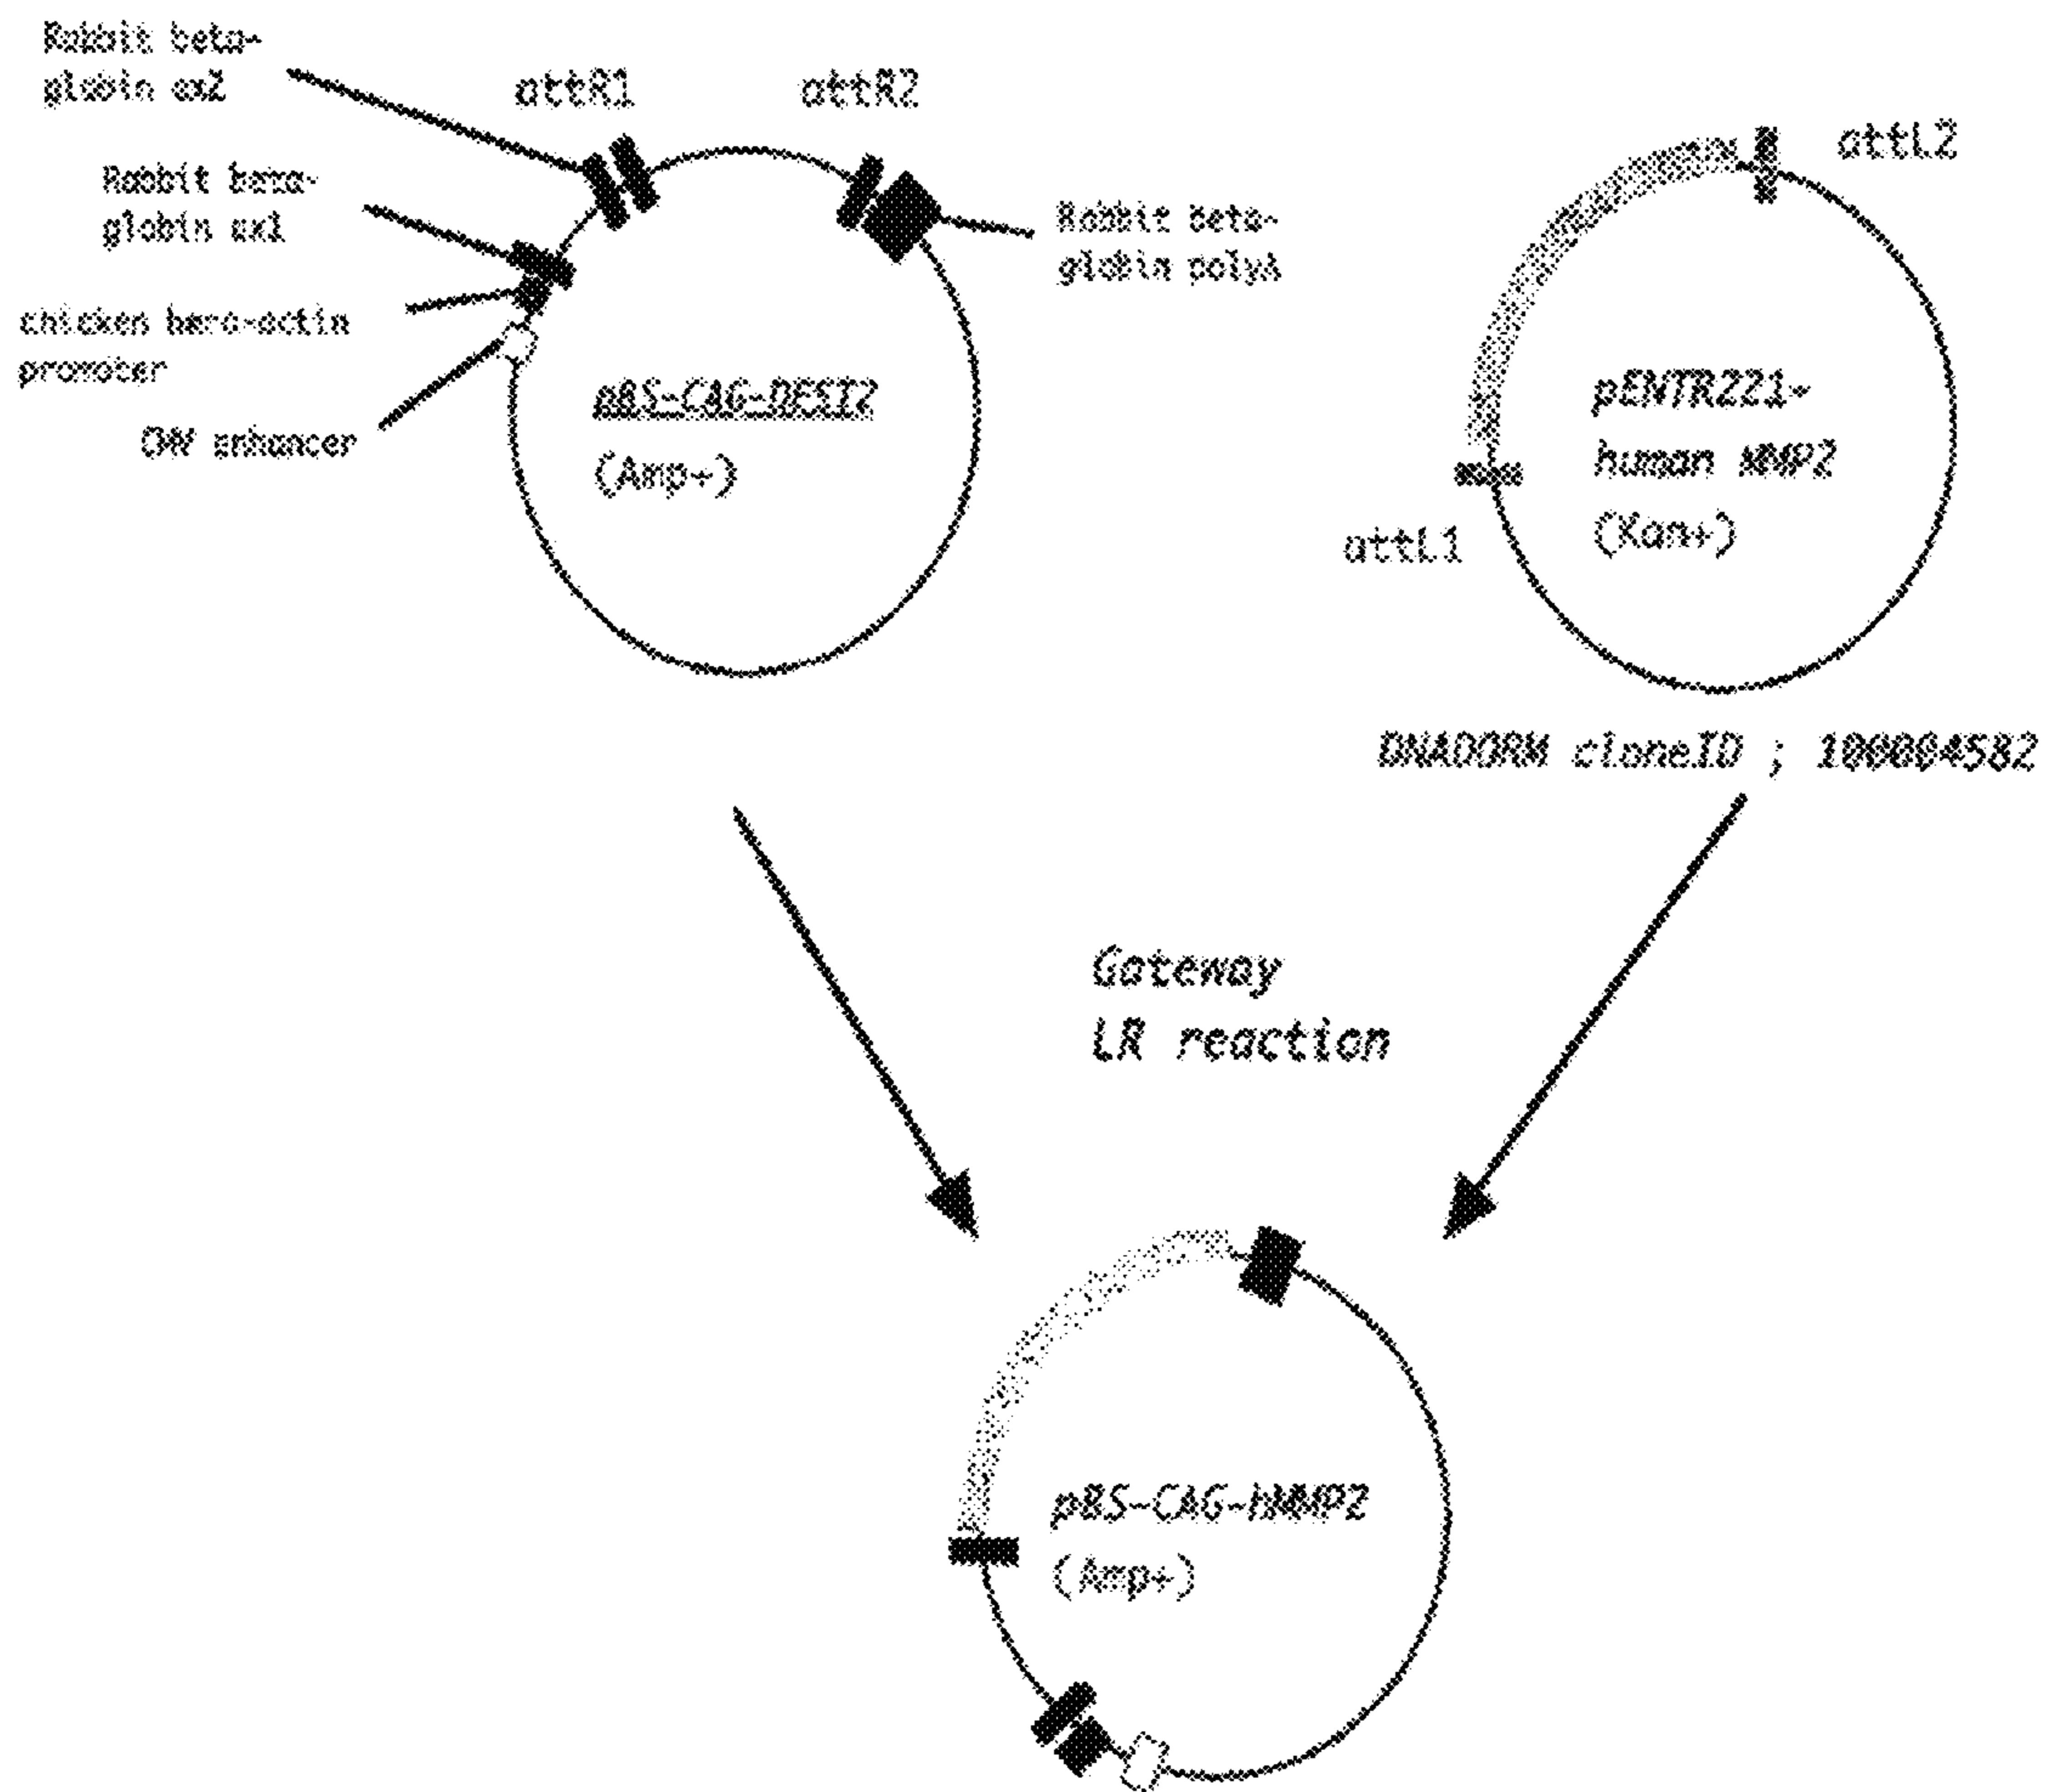 Rabbit beta-
globin ex2
attR1
attR2
Rabbit beta-
globin ex1
chicken beta-actin
promoter
CMV enhancer
Rabbit beta-
globin polyA
pBS-CAG-DEST2
(Amp+)
attL2
pENTR221-
human MMP2
(Kan+)
attL1
DNAFORM cloneID ; 100004582
Gateway
LR reaction
pBS-CAG-hMMP2
(Amp+)